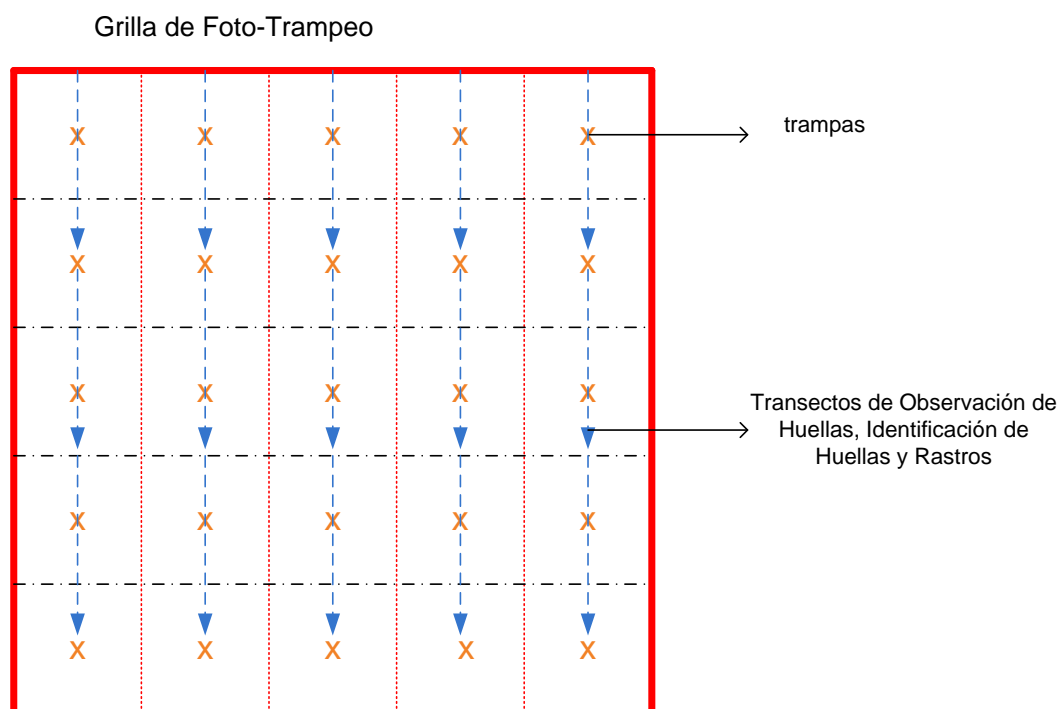 Grilla de Foto-Trampeo
x x x x x
trampas
x x x x x
x x x x x
Transectos de Observación de
Huellas, Identificación de
Huellas y Rastros
x x x x x
x x x x x